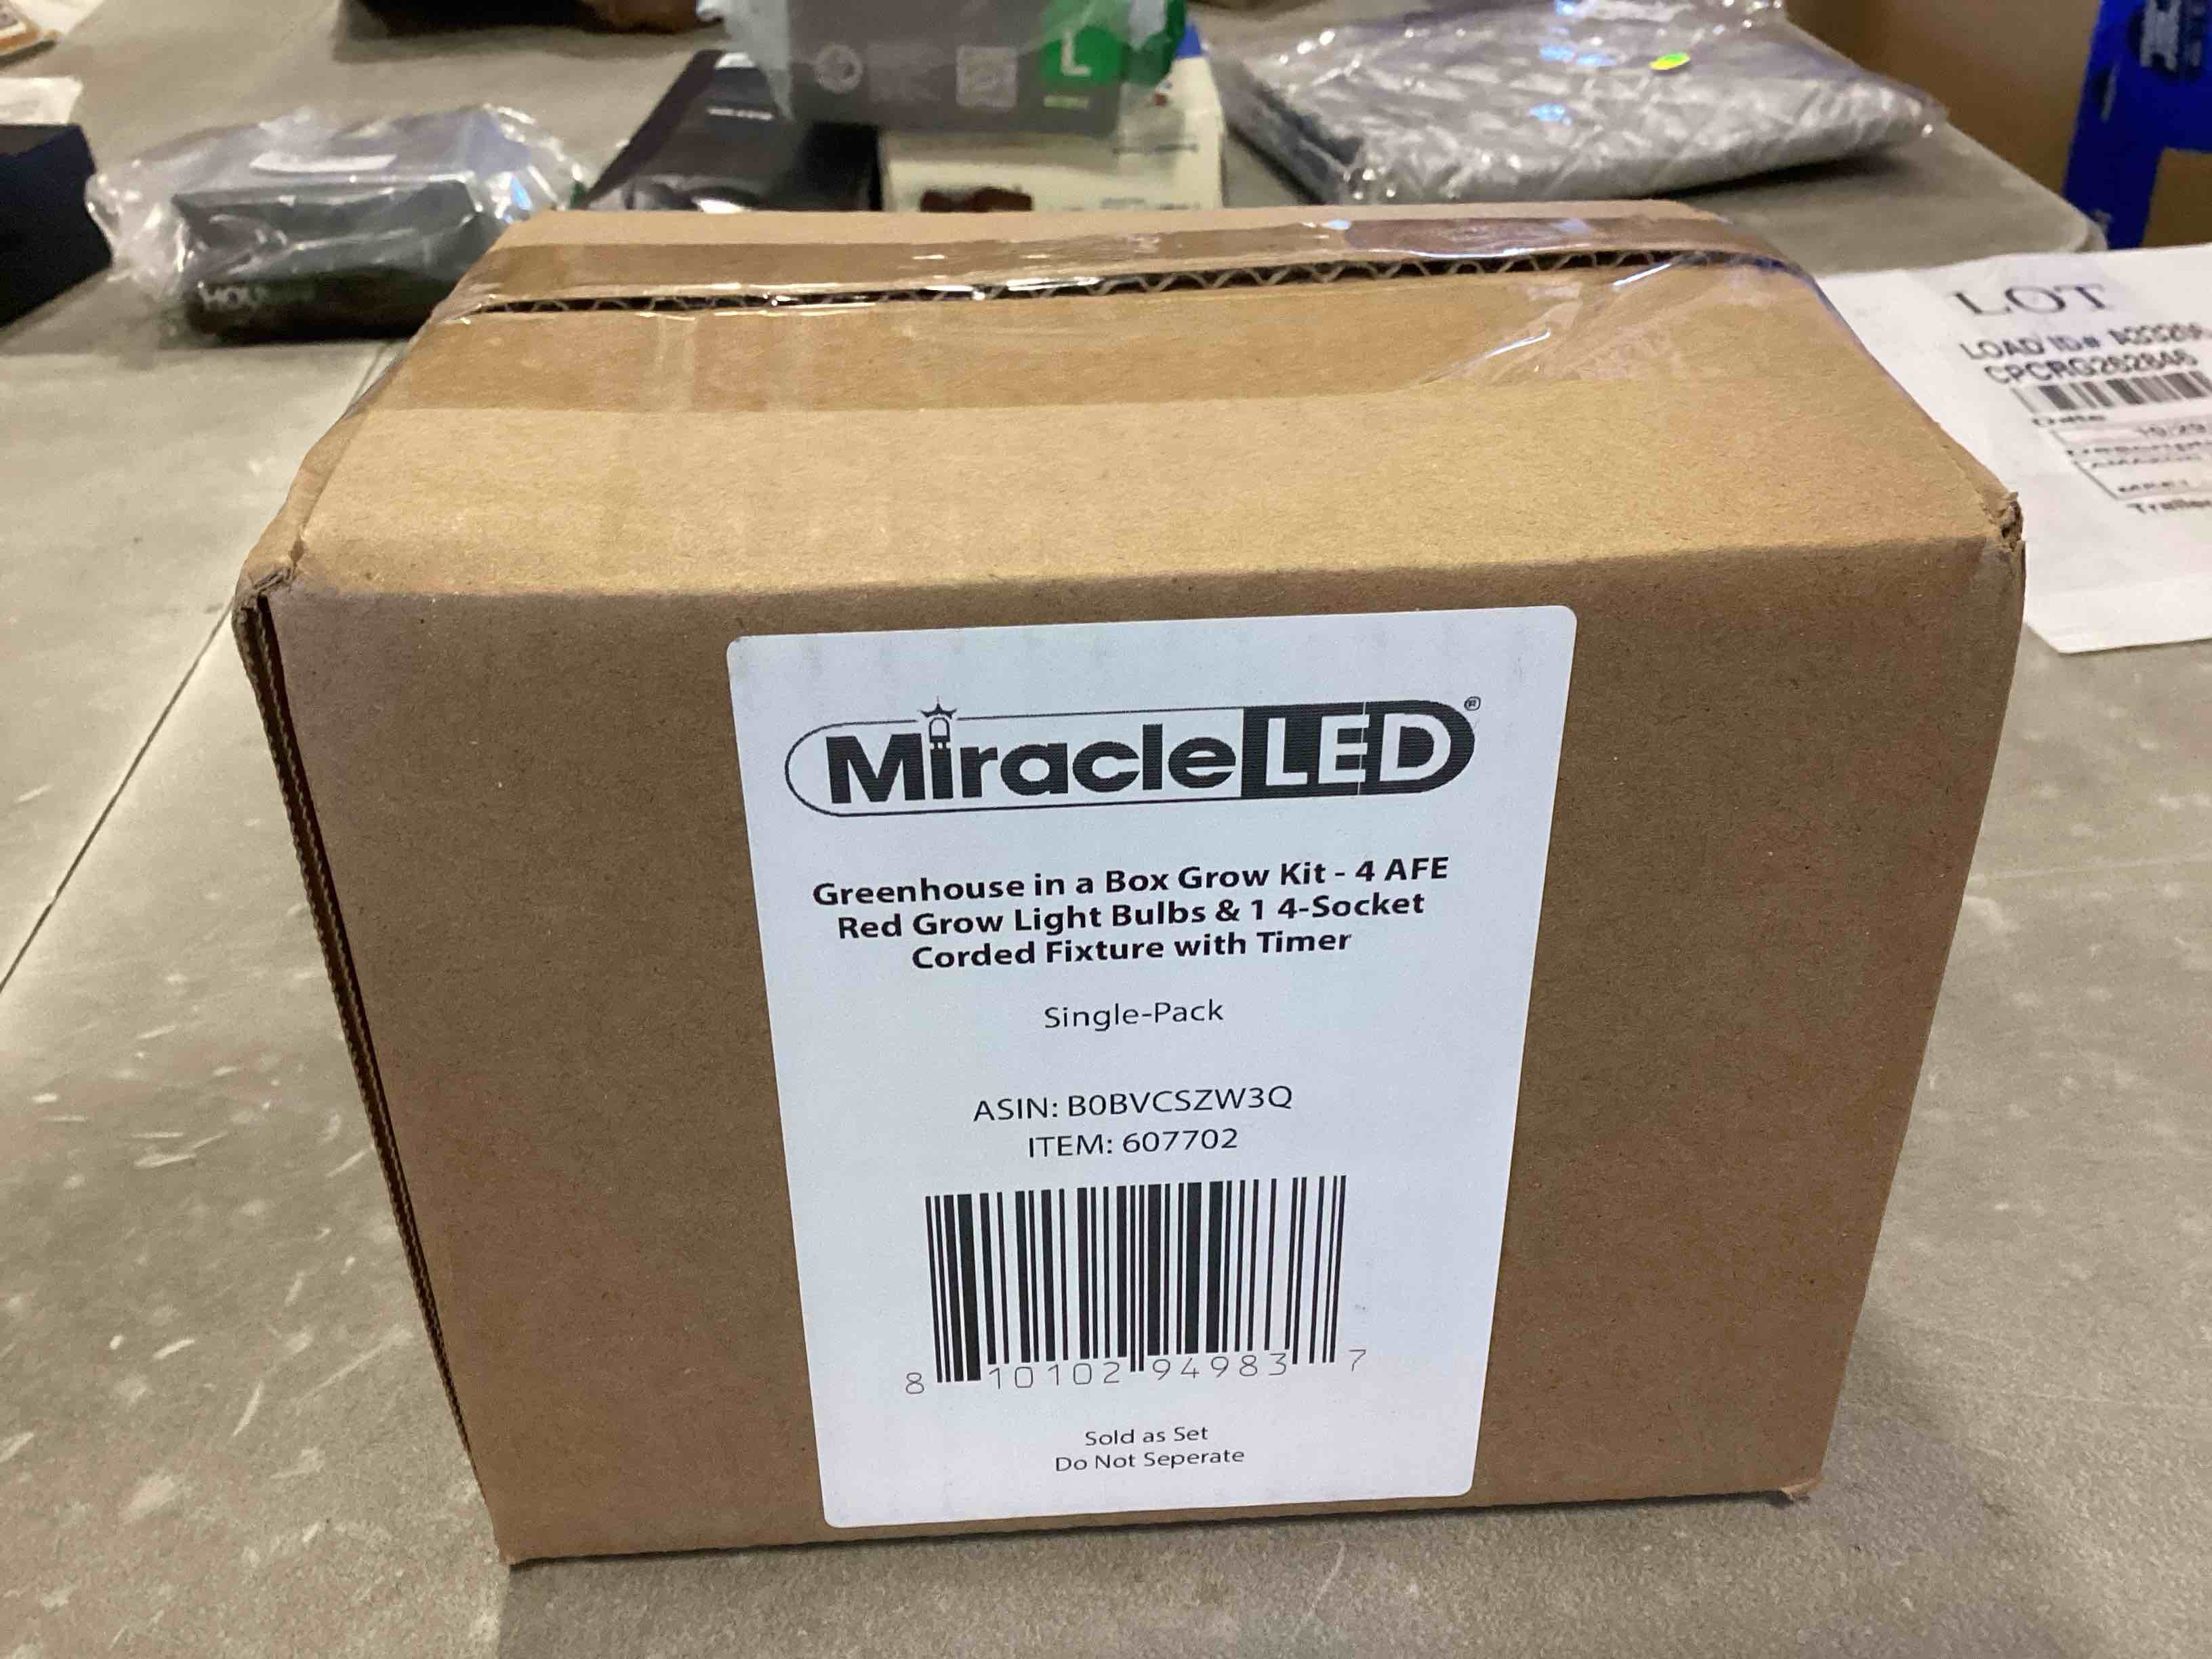 L
LOT
LOAD ID#
CPCRG262846
MiracleLED®
Greenhouse in a Box Grow Kit - 4 AFE
Red Grow Light Bulbs & 1 4-Socket
Corded Fixture with Timer
Single-Pack
ASIN: B0BVCSZW3Q
ITEM: 607702
8 10102 94983 7
Sold as Set
Do Not Seperate